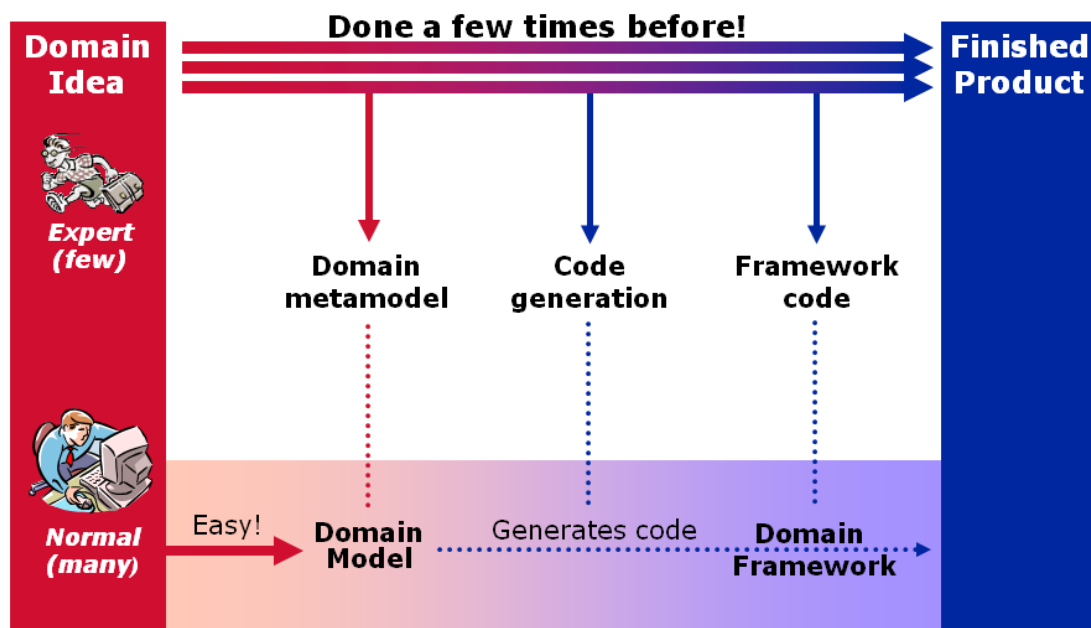 Done a few times before!
Domain
Idea
Finished
Product
Expert
(few)
Domain
metamodel
Code
generation
Framework
code
Normal
(many)
Easy!
Domain
Model
Generates code
Domain
Framework